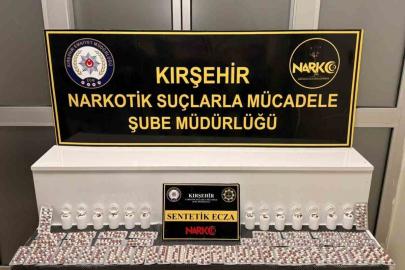 NARKO
KIRŞEHİR
NARKOTİK SUÇLARLA MÜCADELE
ŞUBE MÜDÜRLÜĞÜ
KIRŞEHİR
SENTETİK ECZA
NARKO